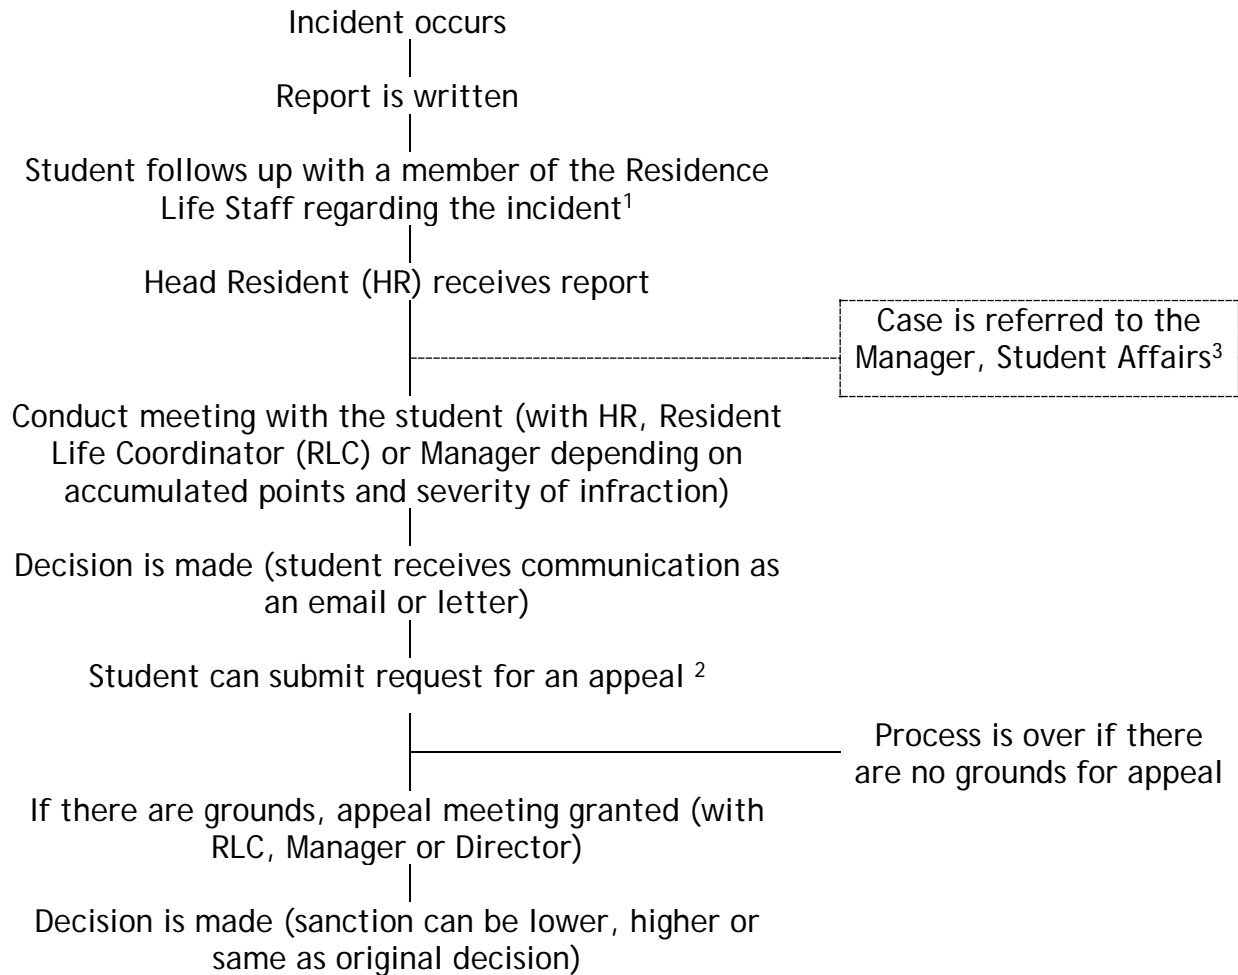 Incident occurs
Report is written
Student follows up with a member of the Residence
Life Staff regarding the incident1
Head Resident (HR) receives report
Case is referred to the
Manager, Student Affairs3
Conduct meeting with the student (with HR, Resident
Life Coordinator (RLC) or Manager depending on
accumulated points and severity of infraction)
Decision is made (student receives communication as
an email or letter)
Student can submit request for an appeal 2
Process is over if there
are no grounds for appeal
If there are grounds, appeal meeting granted (with
RLC, Manager or Director)
Decision is made (sanction can be lower, higher or
same as original decision)